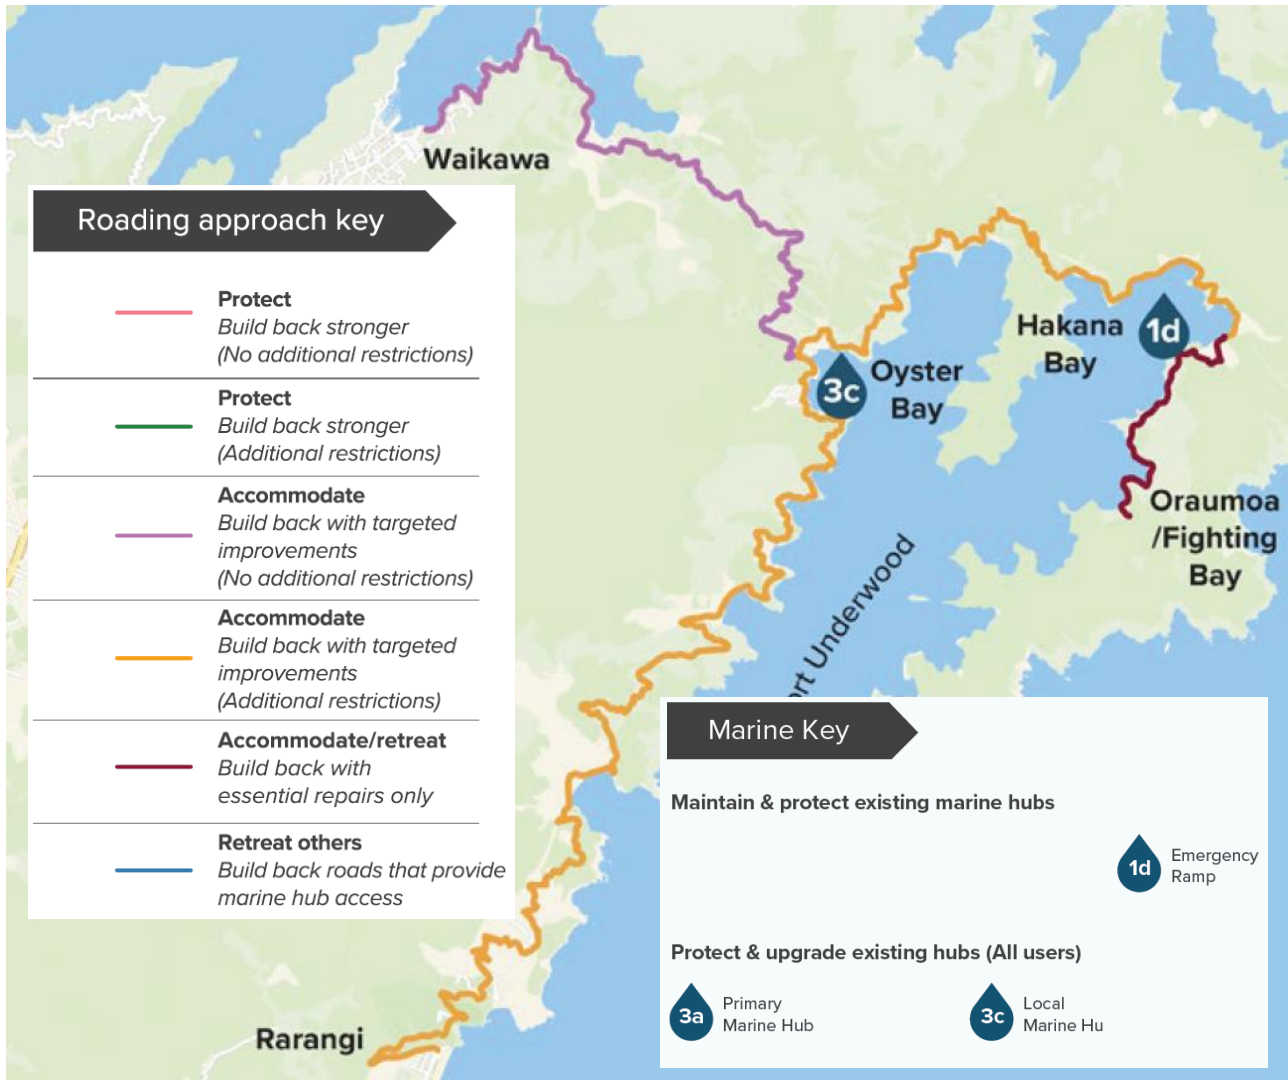 Waikawa
Roading approach key
Protect
Build back stronger
(No additional restrictions)
Protect
Build back stronger
(Additional restrictions)
Accommodate
Build back with targeted
improvements
(No additional restrictions)
Accommodate
Build back with targeted
improvements
(Additional restrictions)
Accommodate/retreat
Build back with
essential repairs only
Retreat others
Build back roads that provide
marine hub access
Hakana
Bay
1d
3c
Oyster
Bay
Oraumoa
/Fighting
Bay
ort Underwood
Rarangi
Marine Key
Maintain & protect existing marine hubs
1d
Emergency
Ramp
Protect & upgrade existing hubs (All users)
3a
Primary
Marine Hub
3c
Local
Marine Hu